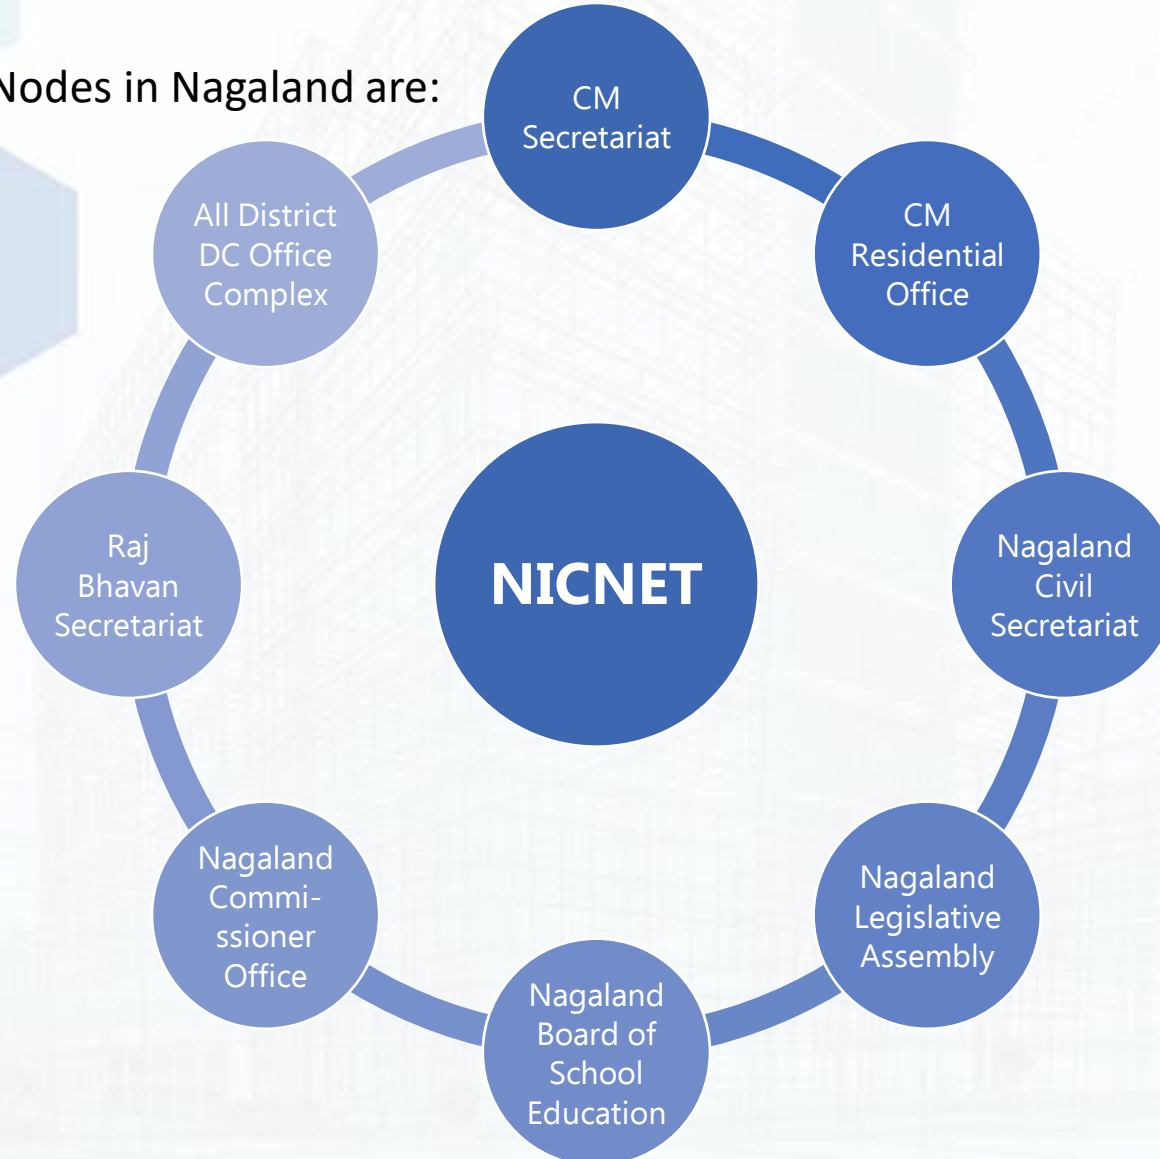 Nodes in Nagaland are:
CM
Secretariat
CM
Residential
Office
Nagaland
Civil
Secretariat
Nagaland
Legislative
Assembly
Nagaland
Board of
School
Education
Nagaland
Commi-
ssioner
Office
Raj
Bhavan
Secretariat
All District
DC Office
Complex
NICNET